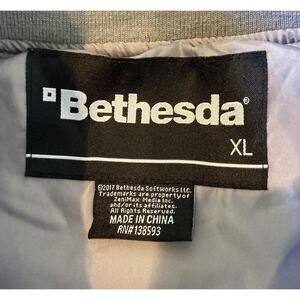 Bethesda®
XL
©2017 Bethesda Softworks LLC.
Trademarks are property of
ZeniMax Media Inc.
and/or its affiliates.
All Rights Reserved.
MADE IN CHINA
RN#138593